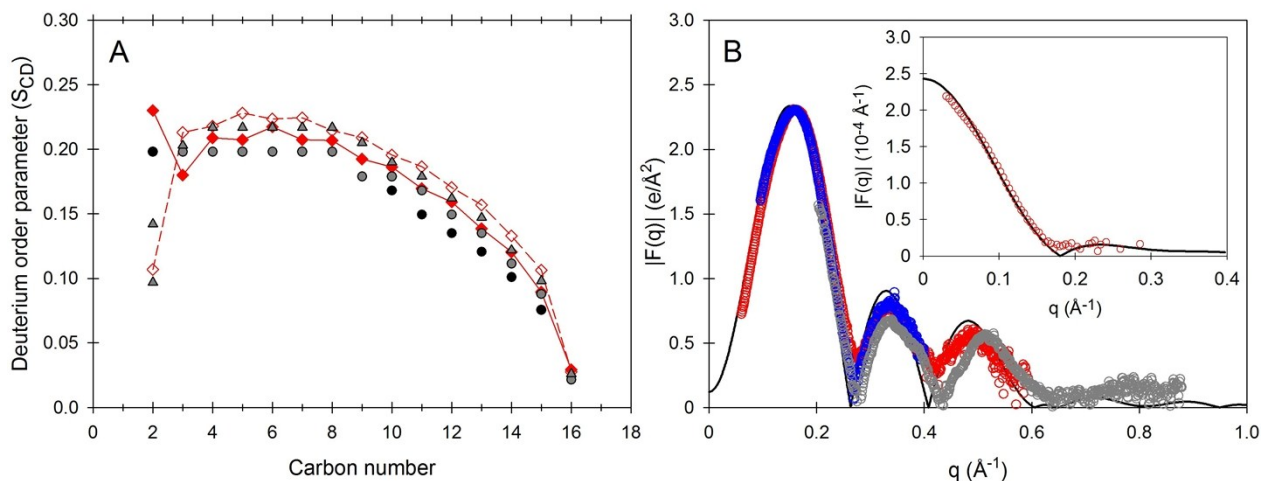 A
Deuterium order parameter (S_CD)
0.30
0.25
0.20
0.15
0.10
0.05
0.0
0 2 4 6 8 10 12 14 16 18
Carbon number
B
|F(q)| (e/Å²)
3.0
2.5
2.0
1.5
1.0
0.5
0
0 0.2 0.4 0.6 0.8 1.0
q (Å⁻¹)
|F(q)| (10⁻⁴ Å⁻¹)
3.0
2.5
2.0
1.5
1.0
0.5
0
0 0.1 0.2 0.3 0.4
q (Å⁻¹)